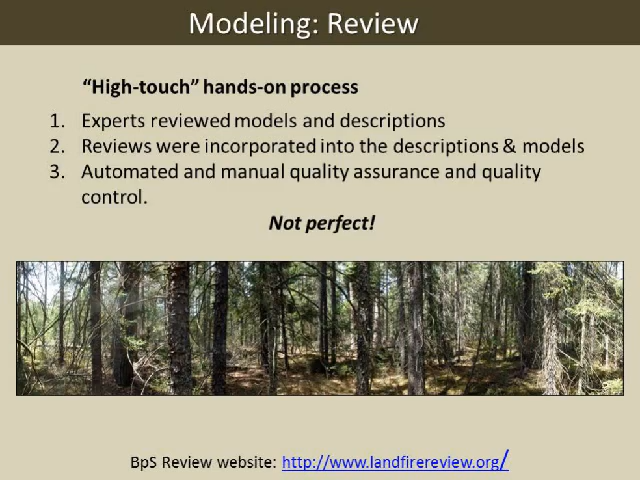 Modeling: Review
“High-touch” hands-on process
1. Experts reviewed models and descriptions
2. Reviews were incorporated into the descriptions & models
3. Automated and manual quality assurance and quality
control.
Not perfect!
BpS Review website: http://www.landfirereview.org/